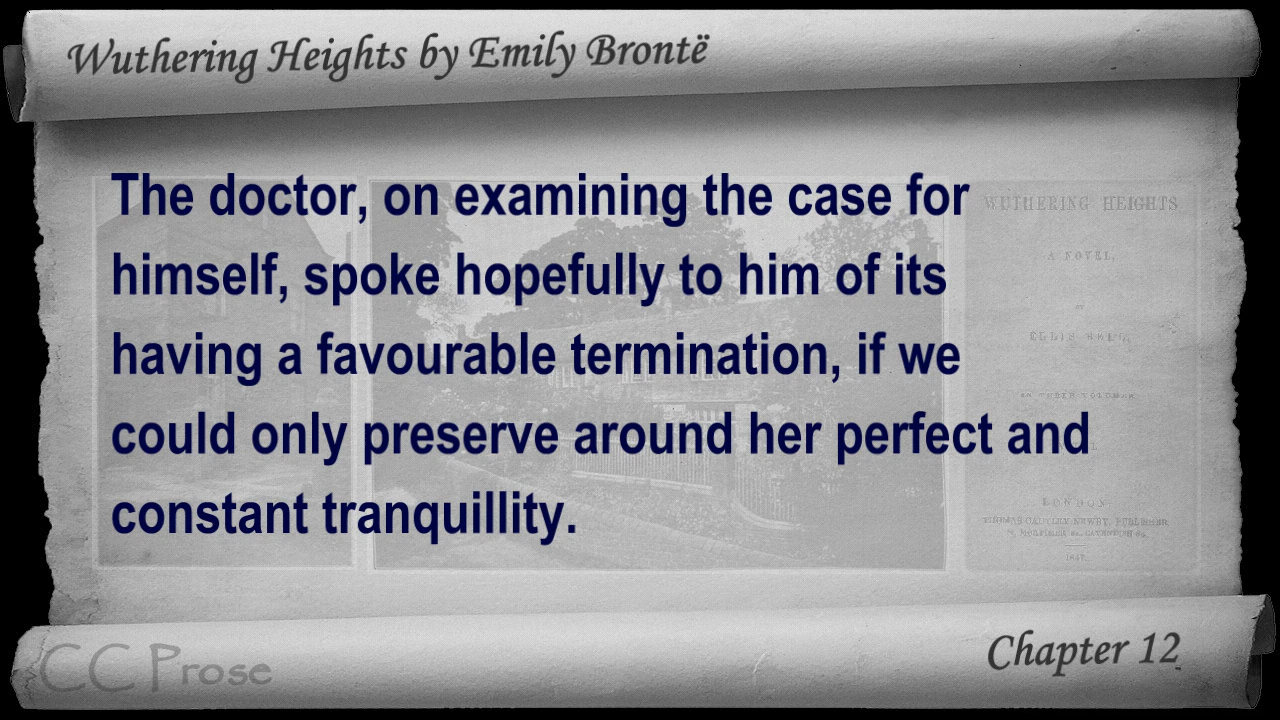 Wuthering Heights by Emily Brontë
The doctor, on examining the case for
himself, spoke hopefully to him of its
having a favourable termination, if we
could only preserve around her perfect and
constant tranquillity.
WUTHERING HEIGHTS
A NOVEL,
LONDON:
1847.
CC Prose
Chapter 12